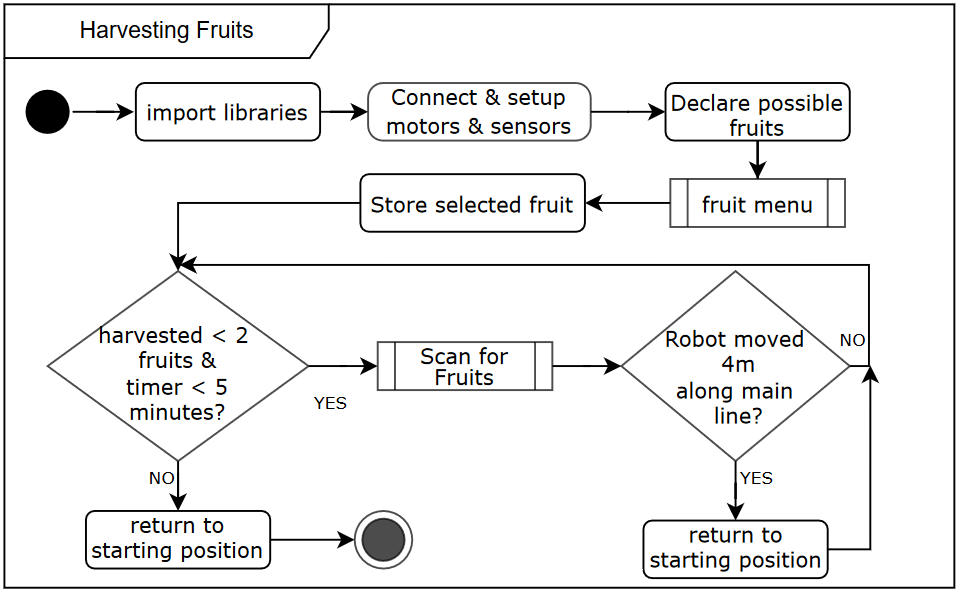 Harvesting Fruits
import libraries
Connect & setup
motors & sensors
Declare possible
fruits
Store selected fruit
fruit menu
harvested < 2
fruits &
timer < 5
minutes?
YES
Scan for
Fruits
Robot moved
4m
along main
line?
NO
NO
YES
return to
starting position
return to
starting position